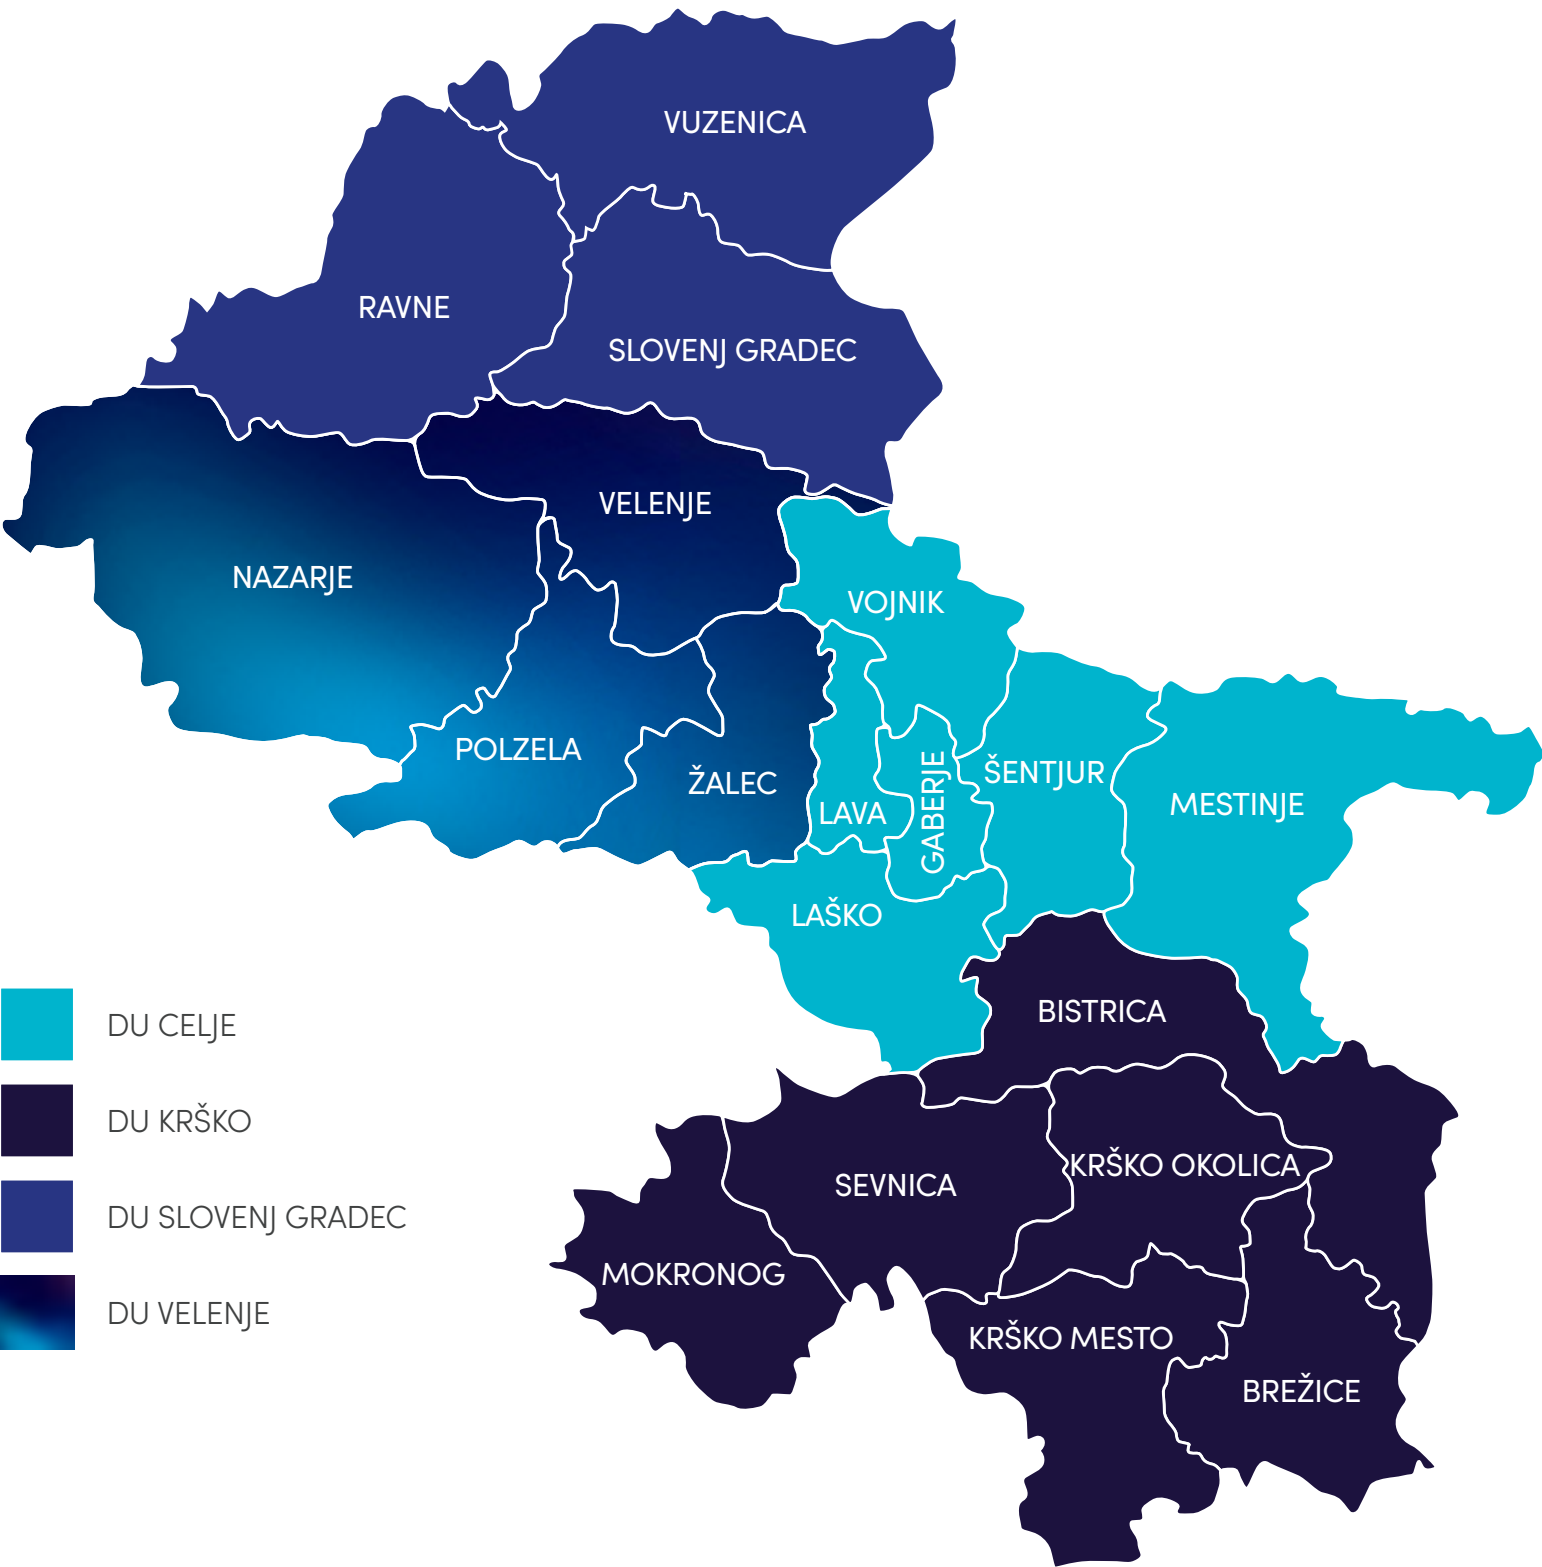 VUZENICA
RAVNE
SLOVENJ GRADEC
VELENJE
NAZARJE
VOJNIK
POLZELA
ŽALEC
LAVA
GABERJE
ŠENTJUR
MESTINJE
LAŠKO
BISTRICA
DU CELJE
DU KRŠKO
DU SLOVENJ GRADEC
DU VELENJE
SEVNICA
KRŠKO OKOLICA
MOKRONOG
KRŠKO MESTO
BREŽICE